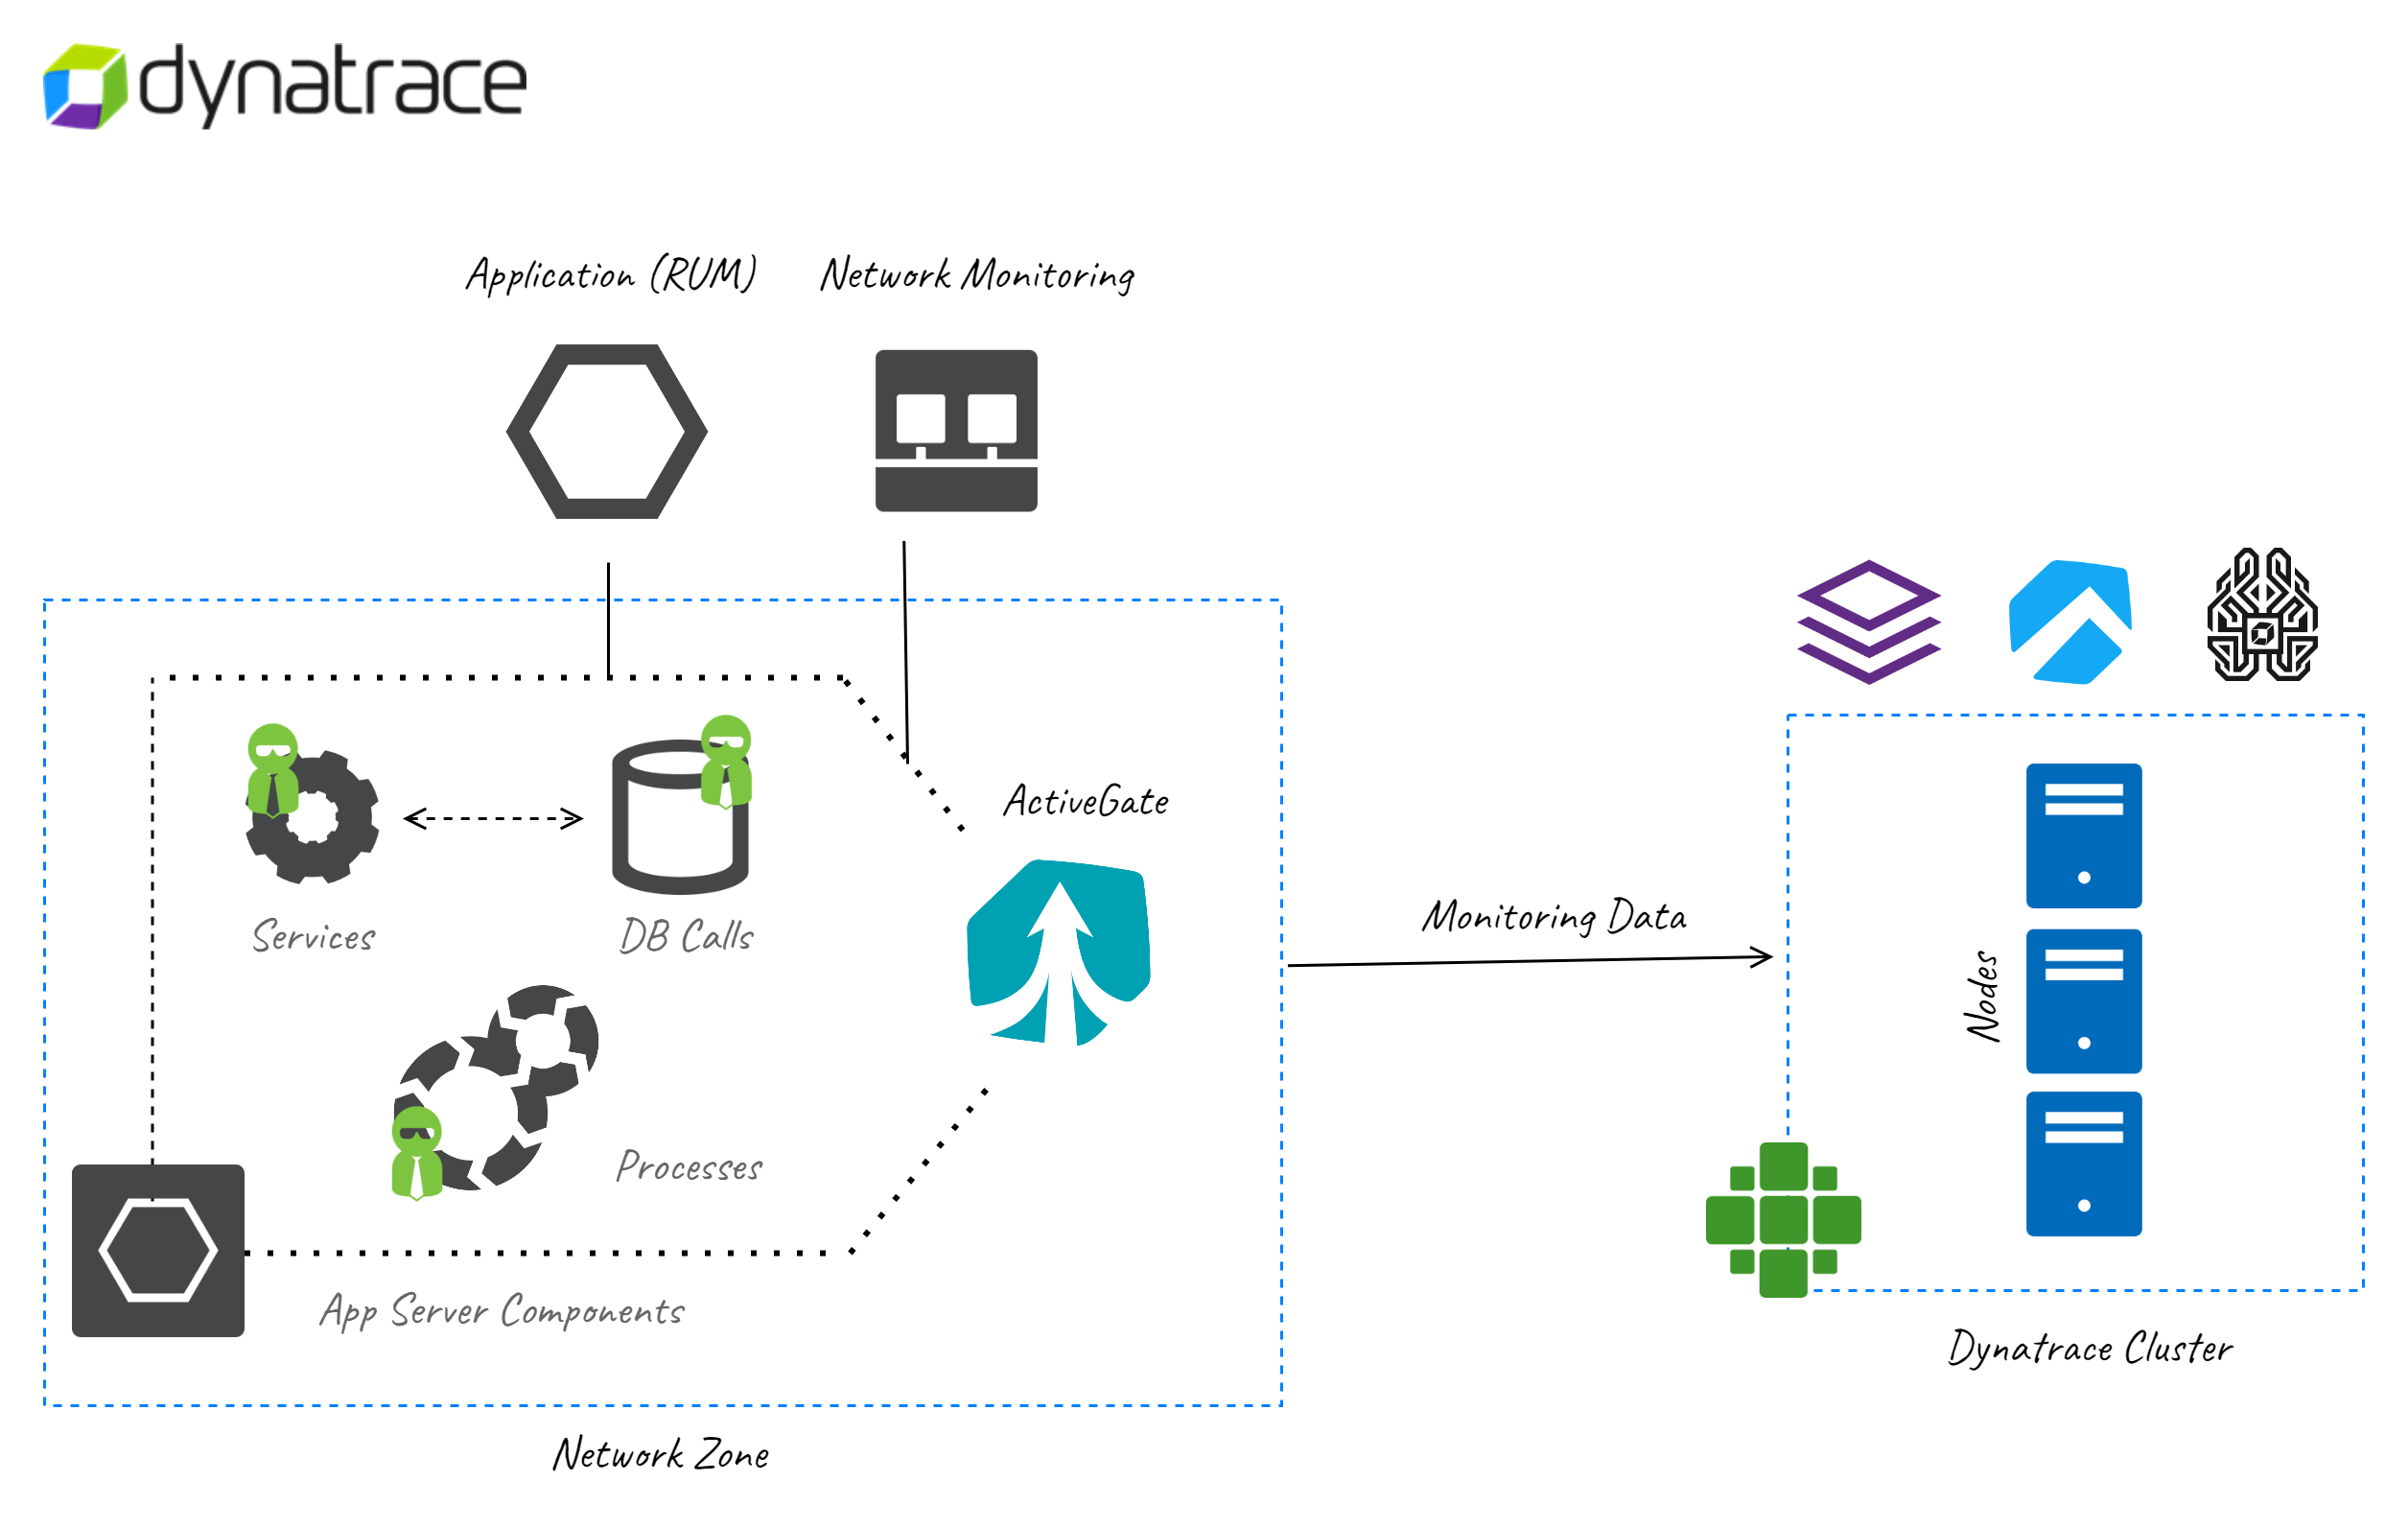 dynatrace
Application (RUM)
Network Monitoring
ActiveGate
Services
DB Calls
Monitoring Data
Nodes
Processes
App Server Components
Dynatrace Cluster
Network Zone